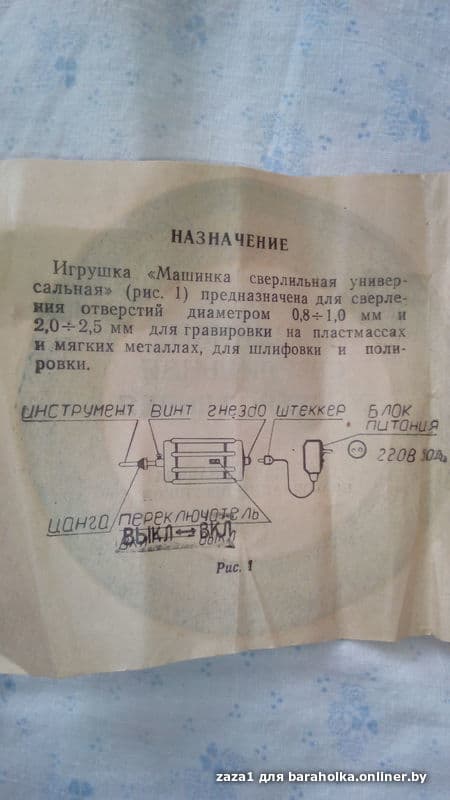 НАЗНАЧЕНИЕ
Игрушка «Машинка сверлильная универ-
сальная» (рис. 1) предназначена для сверле-
ния отверстий диаметром 0,8÷1,0 мм и
2,0÷2,5 мм для гравировки на пластмассах
и мягких металлах, для шлифовки и поли-
ровки.
ИНСТРУМЕНТ ВИНТ ГНЕЗДО ШТЕККЕР БЛОК
ПИТАНИЯ
220В 50Гц
ЦАНГА ПЕРЕКЛЮЧАТЕЛЬ
ВЫКЛ ↔ ВКЛ
Рис. 1
zaza1 для baraholka.onliner.by